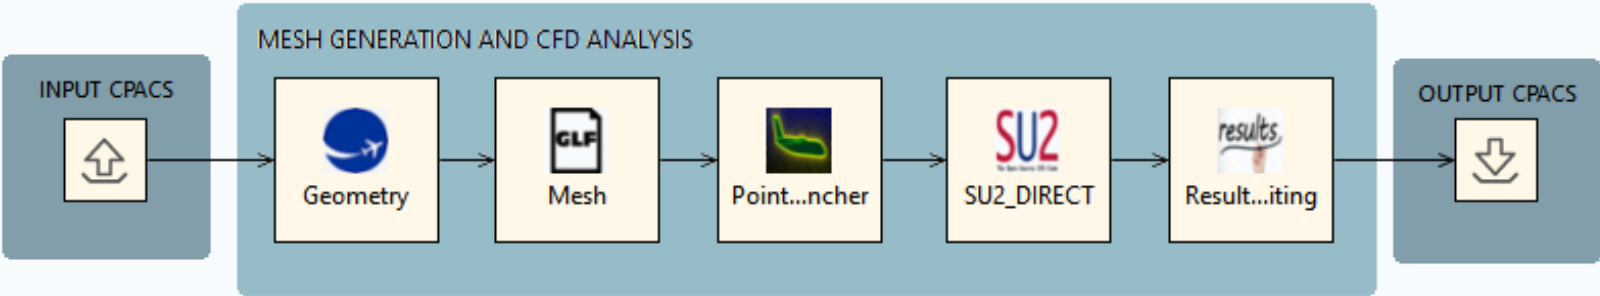 MESH GENERATION AND CFD ANALYSIS
INPUT CPACS
OUTPUT CPACS
GLF
SU2
results
Geometry
Mesh
Point...ncher
SU2_DIRECT
Result...iting